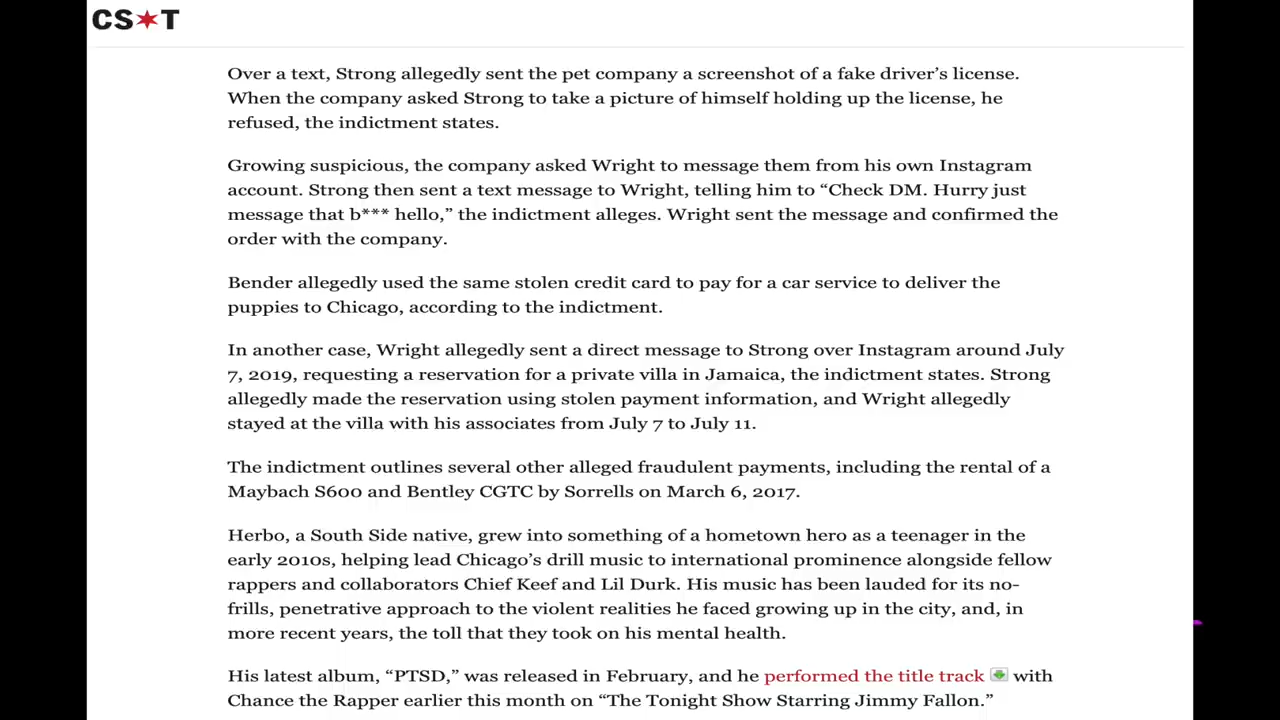 CS★T
Over a text, Strong allegedly sent the pet company a screenshot of a fake driver’s license.
When the company asked Strong to take a picture of himself holding up the license, he
refused, the indictment states.
Growing suspicious, the company asked Wright to message them from his own Instagram
account. Strong then sent a text message to Wright, telling him to “Check DM. Hurry just
message that b*** hello,” the indictment alleges. Wright sent the message and confirmed the
order with the company.
Bender allegedly used the same stolen credit card to pay for a car service to deliver the
puppies to Chicago, according to the indictment.
In another case, Wright allegedly sent a direct message to Strong over Instagram around July
7, 2019, requesting a reservation for a private villa in Jamaica, the indictment states. Strong
allegedly made the reservation using stolen payment information, and Wright allegedly
stayed at the villa with his associates from July 7 to July 11.
The indictment outlines several other alleged fraudulent payments, including the rental of a
Maybach S600 and Bentley CGTC by Sorrells on March 6, 2017.
Herbo, a South Side native, grew into something of a hometown hero as a teenager in the
early 2010s, helping lead Chicago’s drill music to international prominence alongside fellow
rappers and collaborators Chief Keef and Lil Durk. His music has been lauded for its no-
frills, penetrative approach to the violent realities he faced growing up in the city, and, in
more recent years, the toll that they took on his mental health.
His latest album, “PTSD,” was released in February, and he performed the title track with
Chance the Rapper earlier this month on “The Tonight Show Starring Jimmy Fallon.”